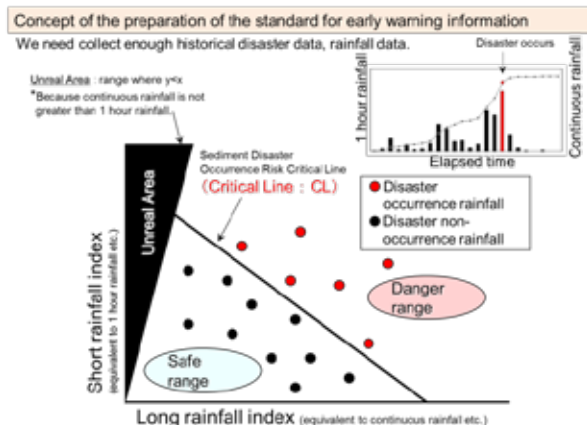 Concept of the preparation of the standard for early warning information
We need collect enough historical disaster data, rainfall data.
Disaster occurs
Unreal Area : range where y<x
*Because continuous rainfall is not
greater than 1 hour rainfall.
1 hour rainfall
Continuous rainfall
Elapsed time
Sediment Disaster
Occurrence Risk Critical Line
(Critical Line : CL)
Disaster
occurrence rainfall
Disaster non-
occurrence rainfall
Unreal Area
Danger
range
Safe
range
Short rainfall index
(equivalent to 1 hour rainfall etc.)
Long rainfall index (equivalent to continuous rainfall etc.)